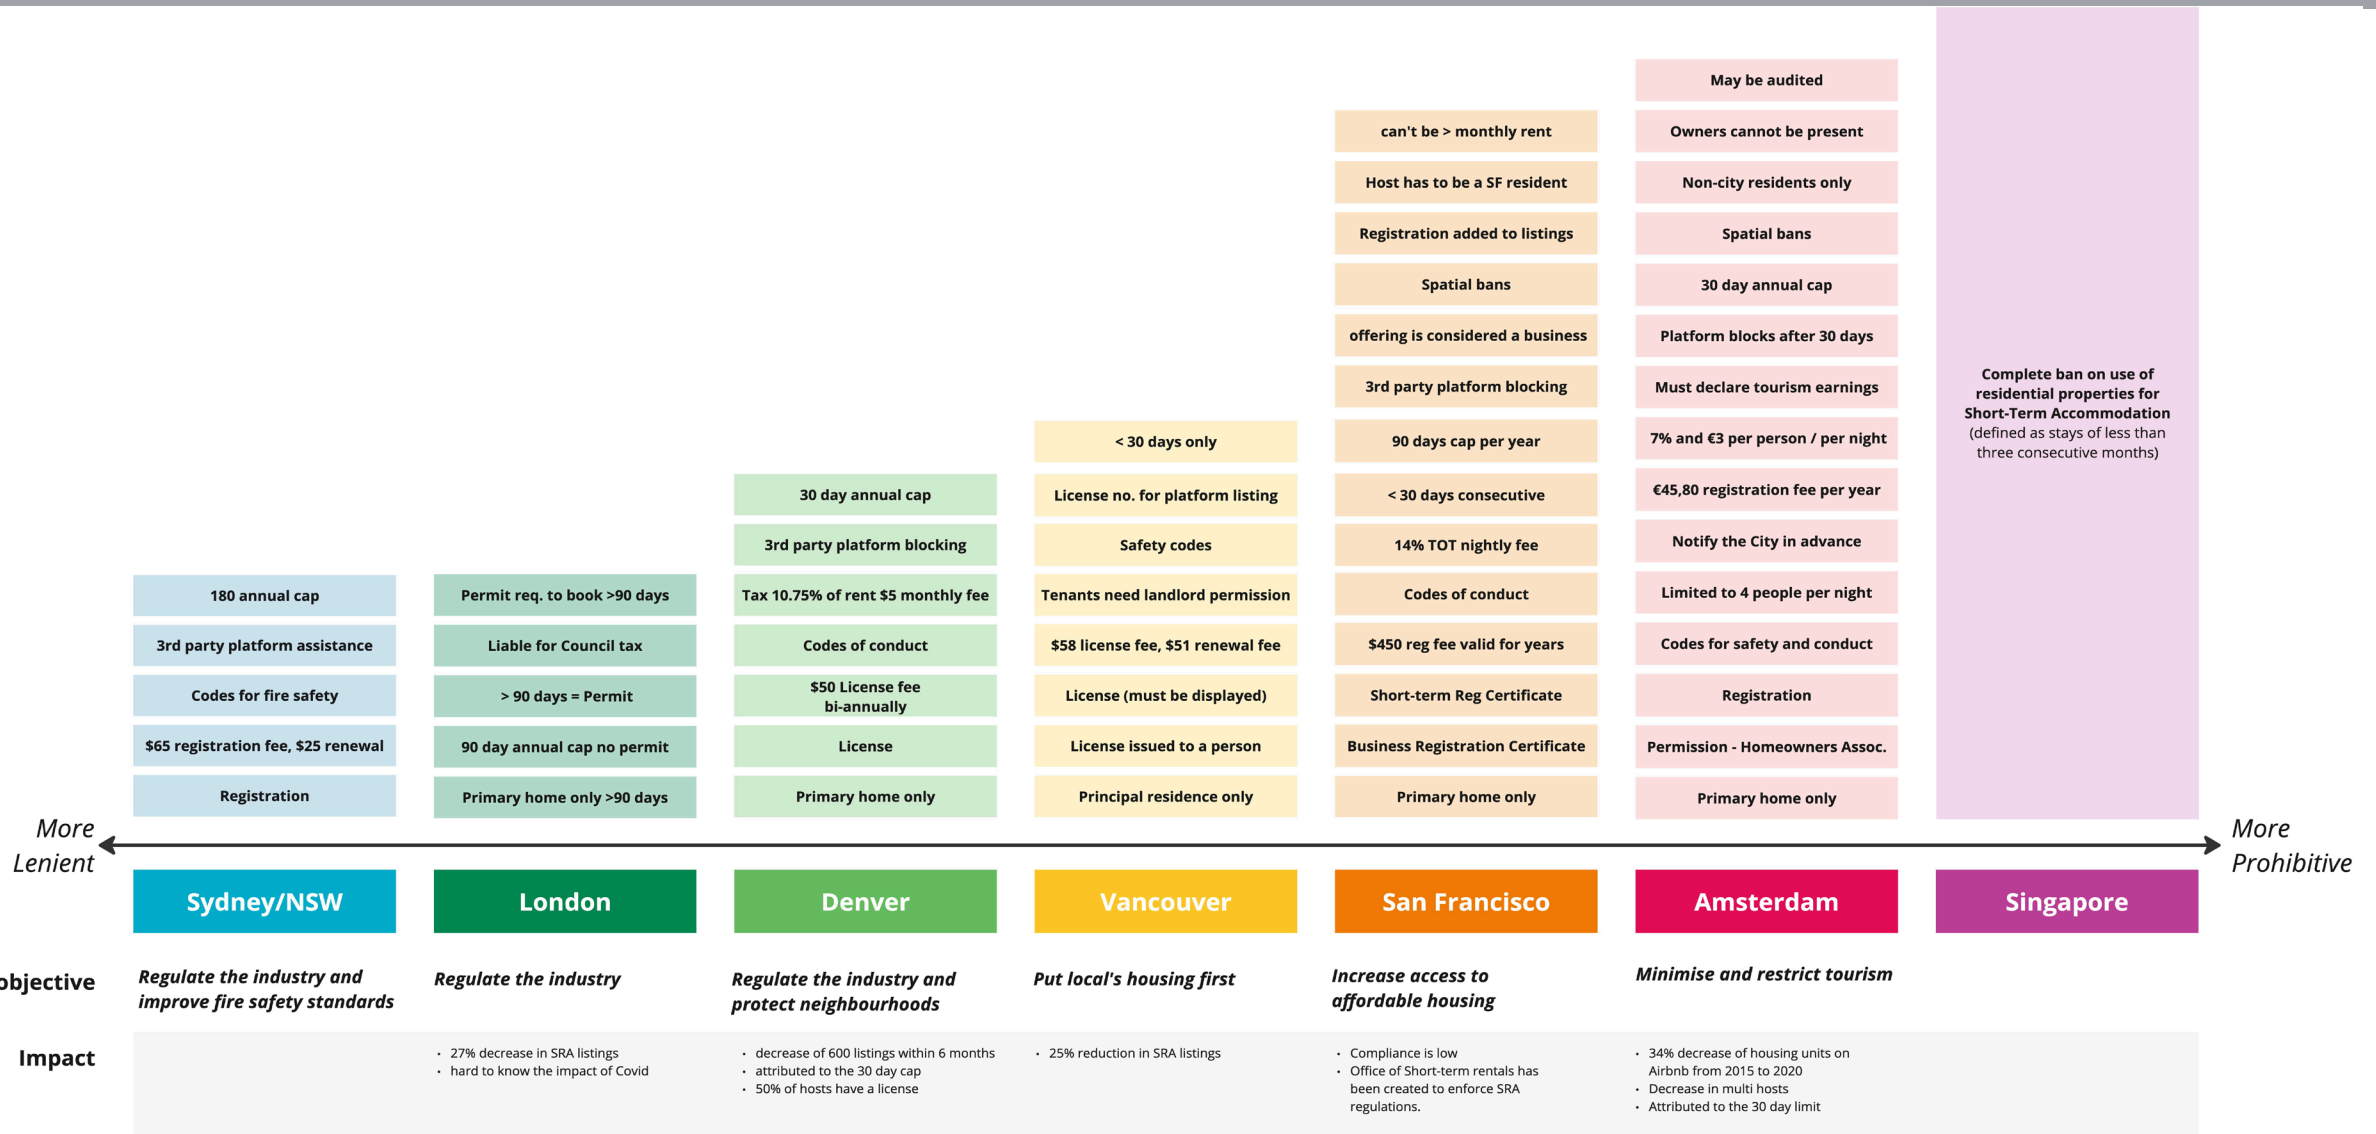 May be audited
can't be > monthly rent
Owners cannot be present
Host has to be a SF resident
Non-city residents only
Registration added to listings
Spatial bans
Spatial bans
30 day annual cap
offering is considered a business
Platform blocks after 30 days
3rd party platform blocking
Must declare tourism earnings
Complete ban on use of
residential properties for
Short-Term Accommodation
(defined as stays of less than
three consecutive months)
< 30 days only
90 days cap per year
7% and €3 per person / per night
30 day annual cap
License no. for platform listing
< 30 days consecutive
€45,80 registration fee per year
3rd party platform blocking
Safety codes
14% TOT nightly fee
Notify the City in advance
180 annual cap
Permit req. to book >90 days
Tax 10.75% of rent $5 monthly fee
Tenants need landlord permission
Codes of conduct
Limited to 4 people per night
3rd party platform assistance
Liable for Council tax
Codes of conduct
$58 license fee, $51 renewal fee
$450 reg fee valid for years
Codes for safety and conduct
Codes for fire safety
> 90 days = Permit
$50 License fee
bi-annually
License (must be displayed)
Short-term Reg Certificate
Registration
$65 registration fee, $25 renewal
90 day annual cap no permit
License
License issued to a person
Business Registration Certificate
Permission - Homeowners Assoc.
Registration
Primary home only >90 days
Primary home only
Principal residence only
Primary home only
Primary home only
More
Lenient
More
Prohibitive
Sydney/NSW
London
Denver
Vancouver
San Francisco
Amsterdam
Singapore
objective
Regulate the industry and
improve fire safety standards
Regulate the industry
Regulate the industry and
protect neighbourhoods
Put local's housing first
Increase access to
affordable housing
Minimise and restrict tourism
Impact
• 27% decrease in SRA listings
• hard to know the impact of Covid
• decrease of 600 listings within 6 months
• attributed to the 30 day cap
• 50% of hosts have a license
• 25% reduction in SRA listings
• Compliance is low
• Office of Short-term rentals has
been created to enforce SRA
regulations.
• 34% decrease of housing units on
Airbnb from 2015 to 2020
• Decrease in multi hosts
• Attributed to the 30 day limit